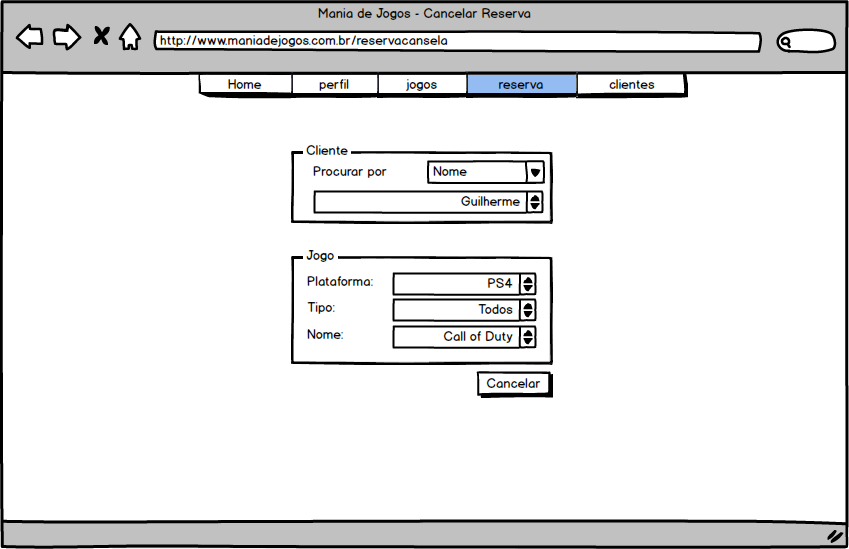 Mania de Jogos - Cancelar Reserva
http://www.maniadejogos.com.br/reservacansela
Home perfil jogos reserva clientes
Cliente
Procurar por Nome
Guilherme
Jogo
Plataforma: PS4
Tipo: Todos
Nome: Call of Duty
Cancelar